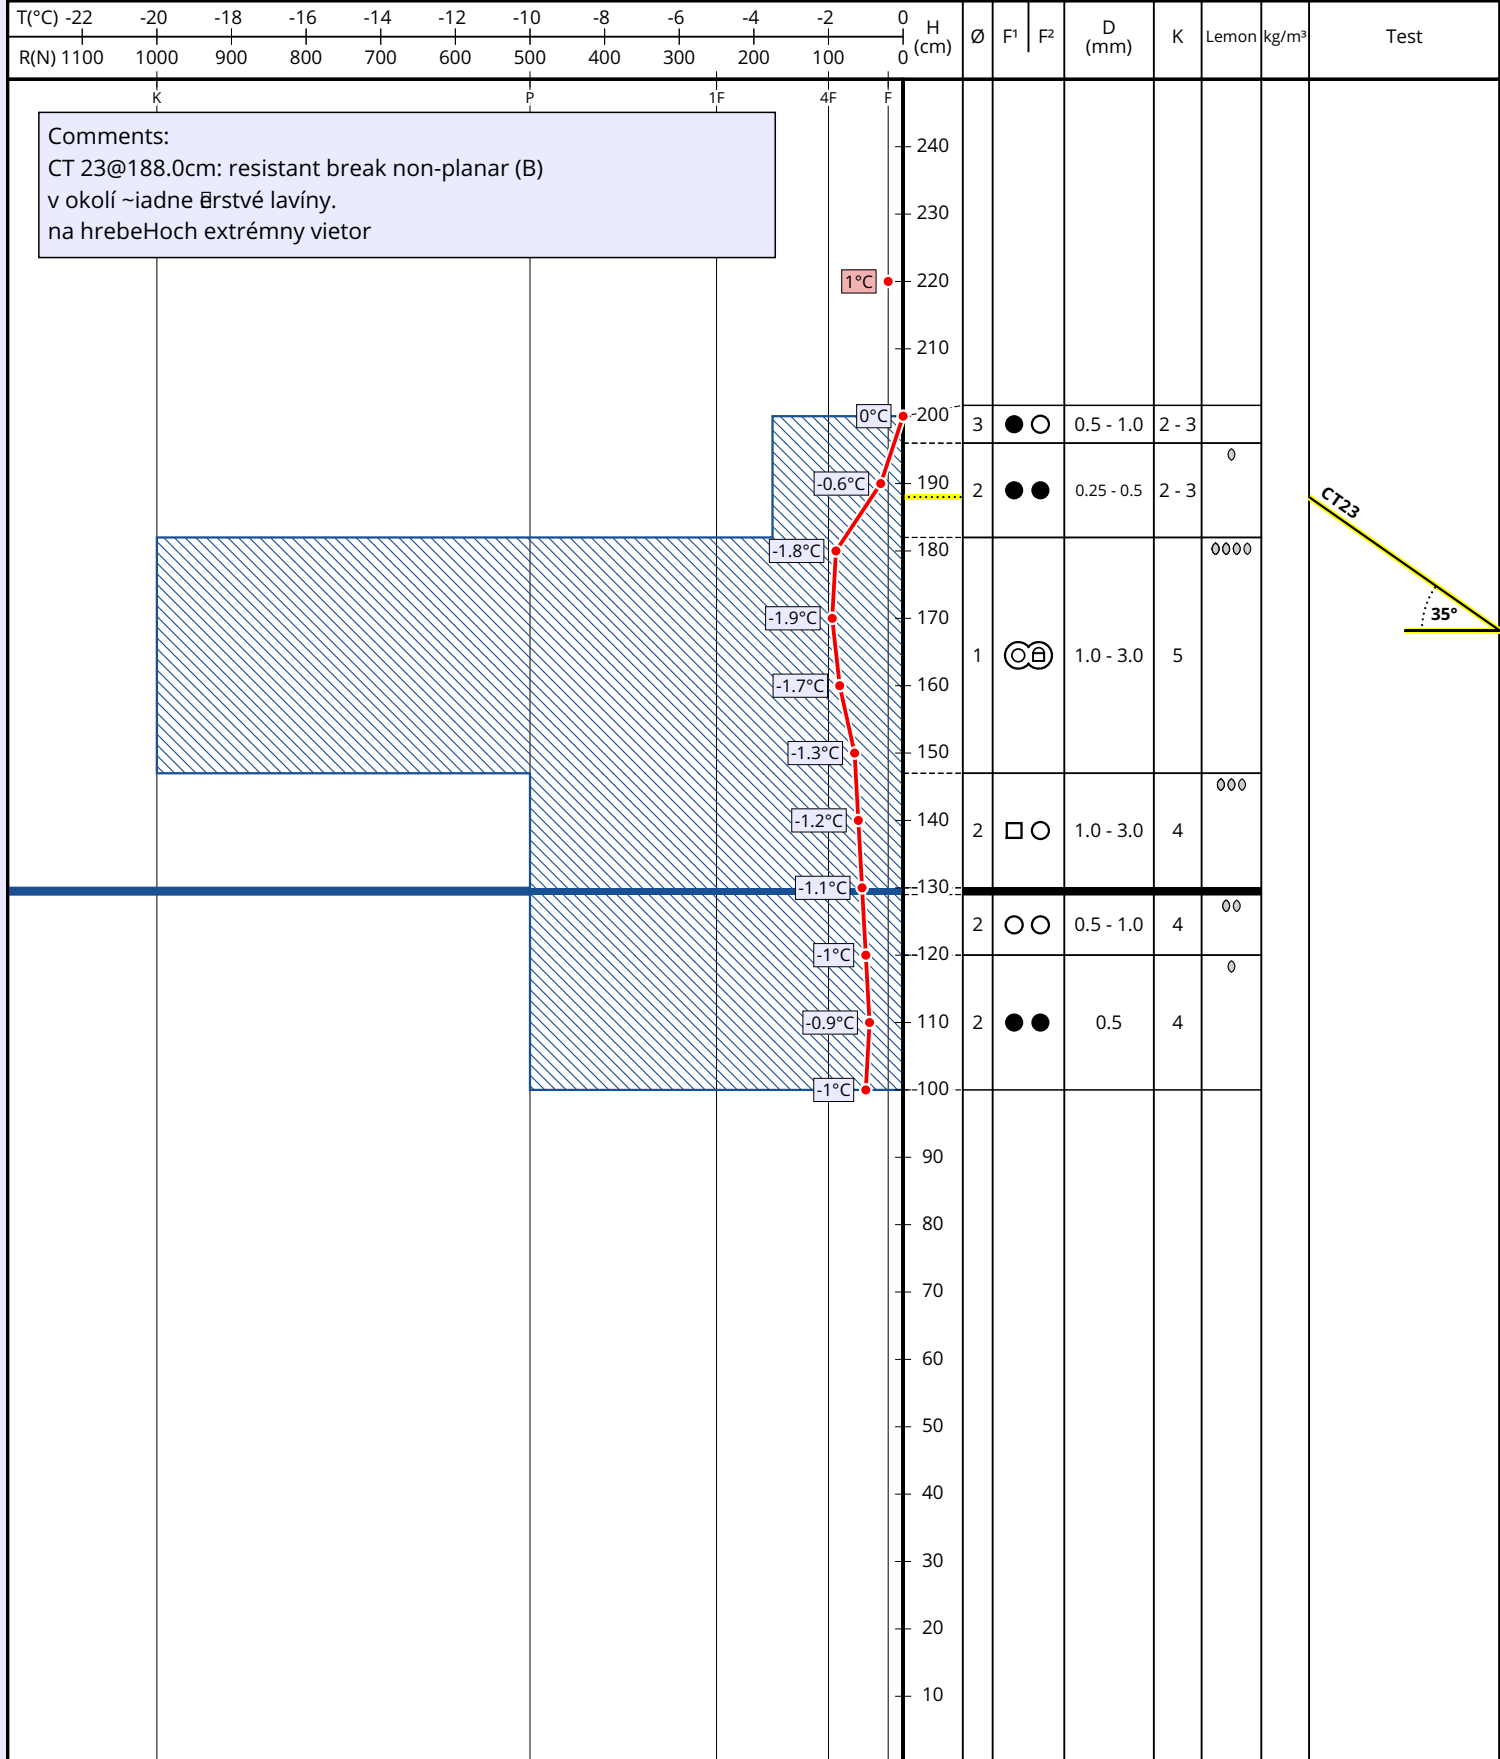 T(°C) -22 -20 -18 -16 -14 -12 -10 -8 -6 -4 -2 0
R(N) 1100 1000 900 800 700 600 500 400 300 200 100 0
H (cm) Ø F¹ F² D (mm) K Lemon kg/m³ Test
K P 1F 4F F
Comments:
CT 23@188.0cm: resistant break non-planar (B)
v okolí ~iadne rstvé lavíny.
na hrebeHoch extrémny vietor
240
230
1°C 220
210
0°C 200
3 0.5 - 1.0 2 - 3
-0.6°C 190
2 0.25 - 0.5 2 - 3
CT23
35°
-1.8°C 180
-1.9°C 170
1 1.0 - 3.0 5
-1.7°C 160
-1.3°C 150
-1.2°C 140
2 1.0 - 3.0 4
-1.1°C 130
2 0.5 - 1.0 4
-1°C 120
-0.9°C 110 2 0.5 4
-1°C 100
90
80
70
60
50
40
30
20
10